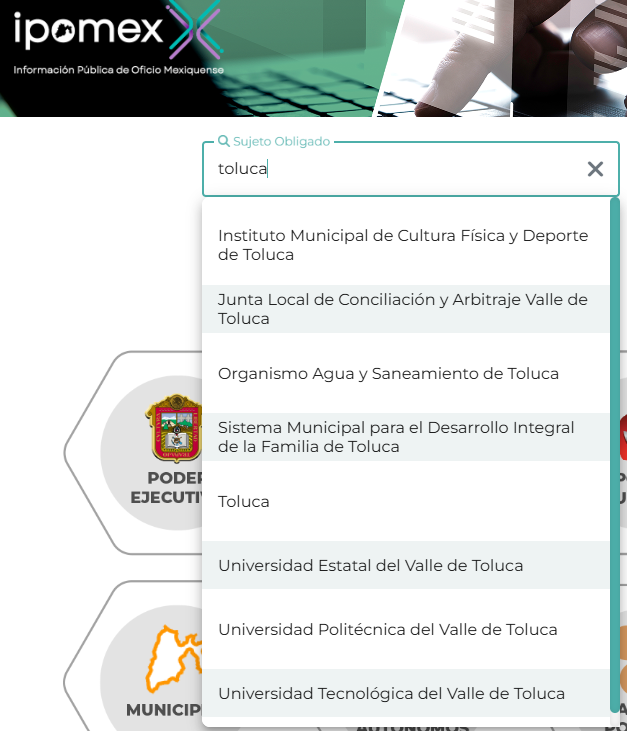 ipomex
Información Pública de Oficio Mexiquense
Sujeto Obligado
toluca
Instituto Municipal de Cultura Física y Deporte
de Toluca
Junta Local de Conciliación y Arbitraje Valle de
Toluca
Organismo Agua y Saneamiento de Toluca
Sistema Municipal para el Desarrollo Integral
de la Familia de Toluca
Toluca
Universidad Estatal del Valle de Toluca
Universidad Politécnica del Valle de Toluca
Universidad Tecnológica del Valle de Toluca
PODER
EJECUTI
MUNICIP
AUTÓNOMOS